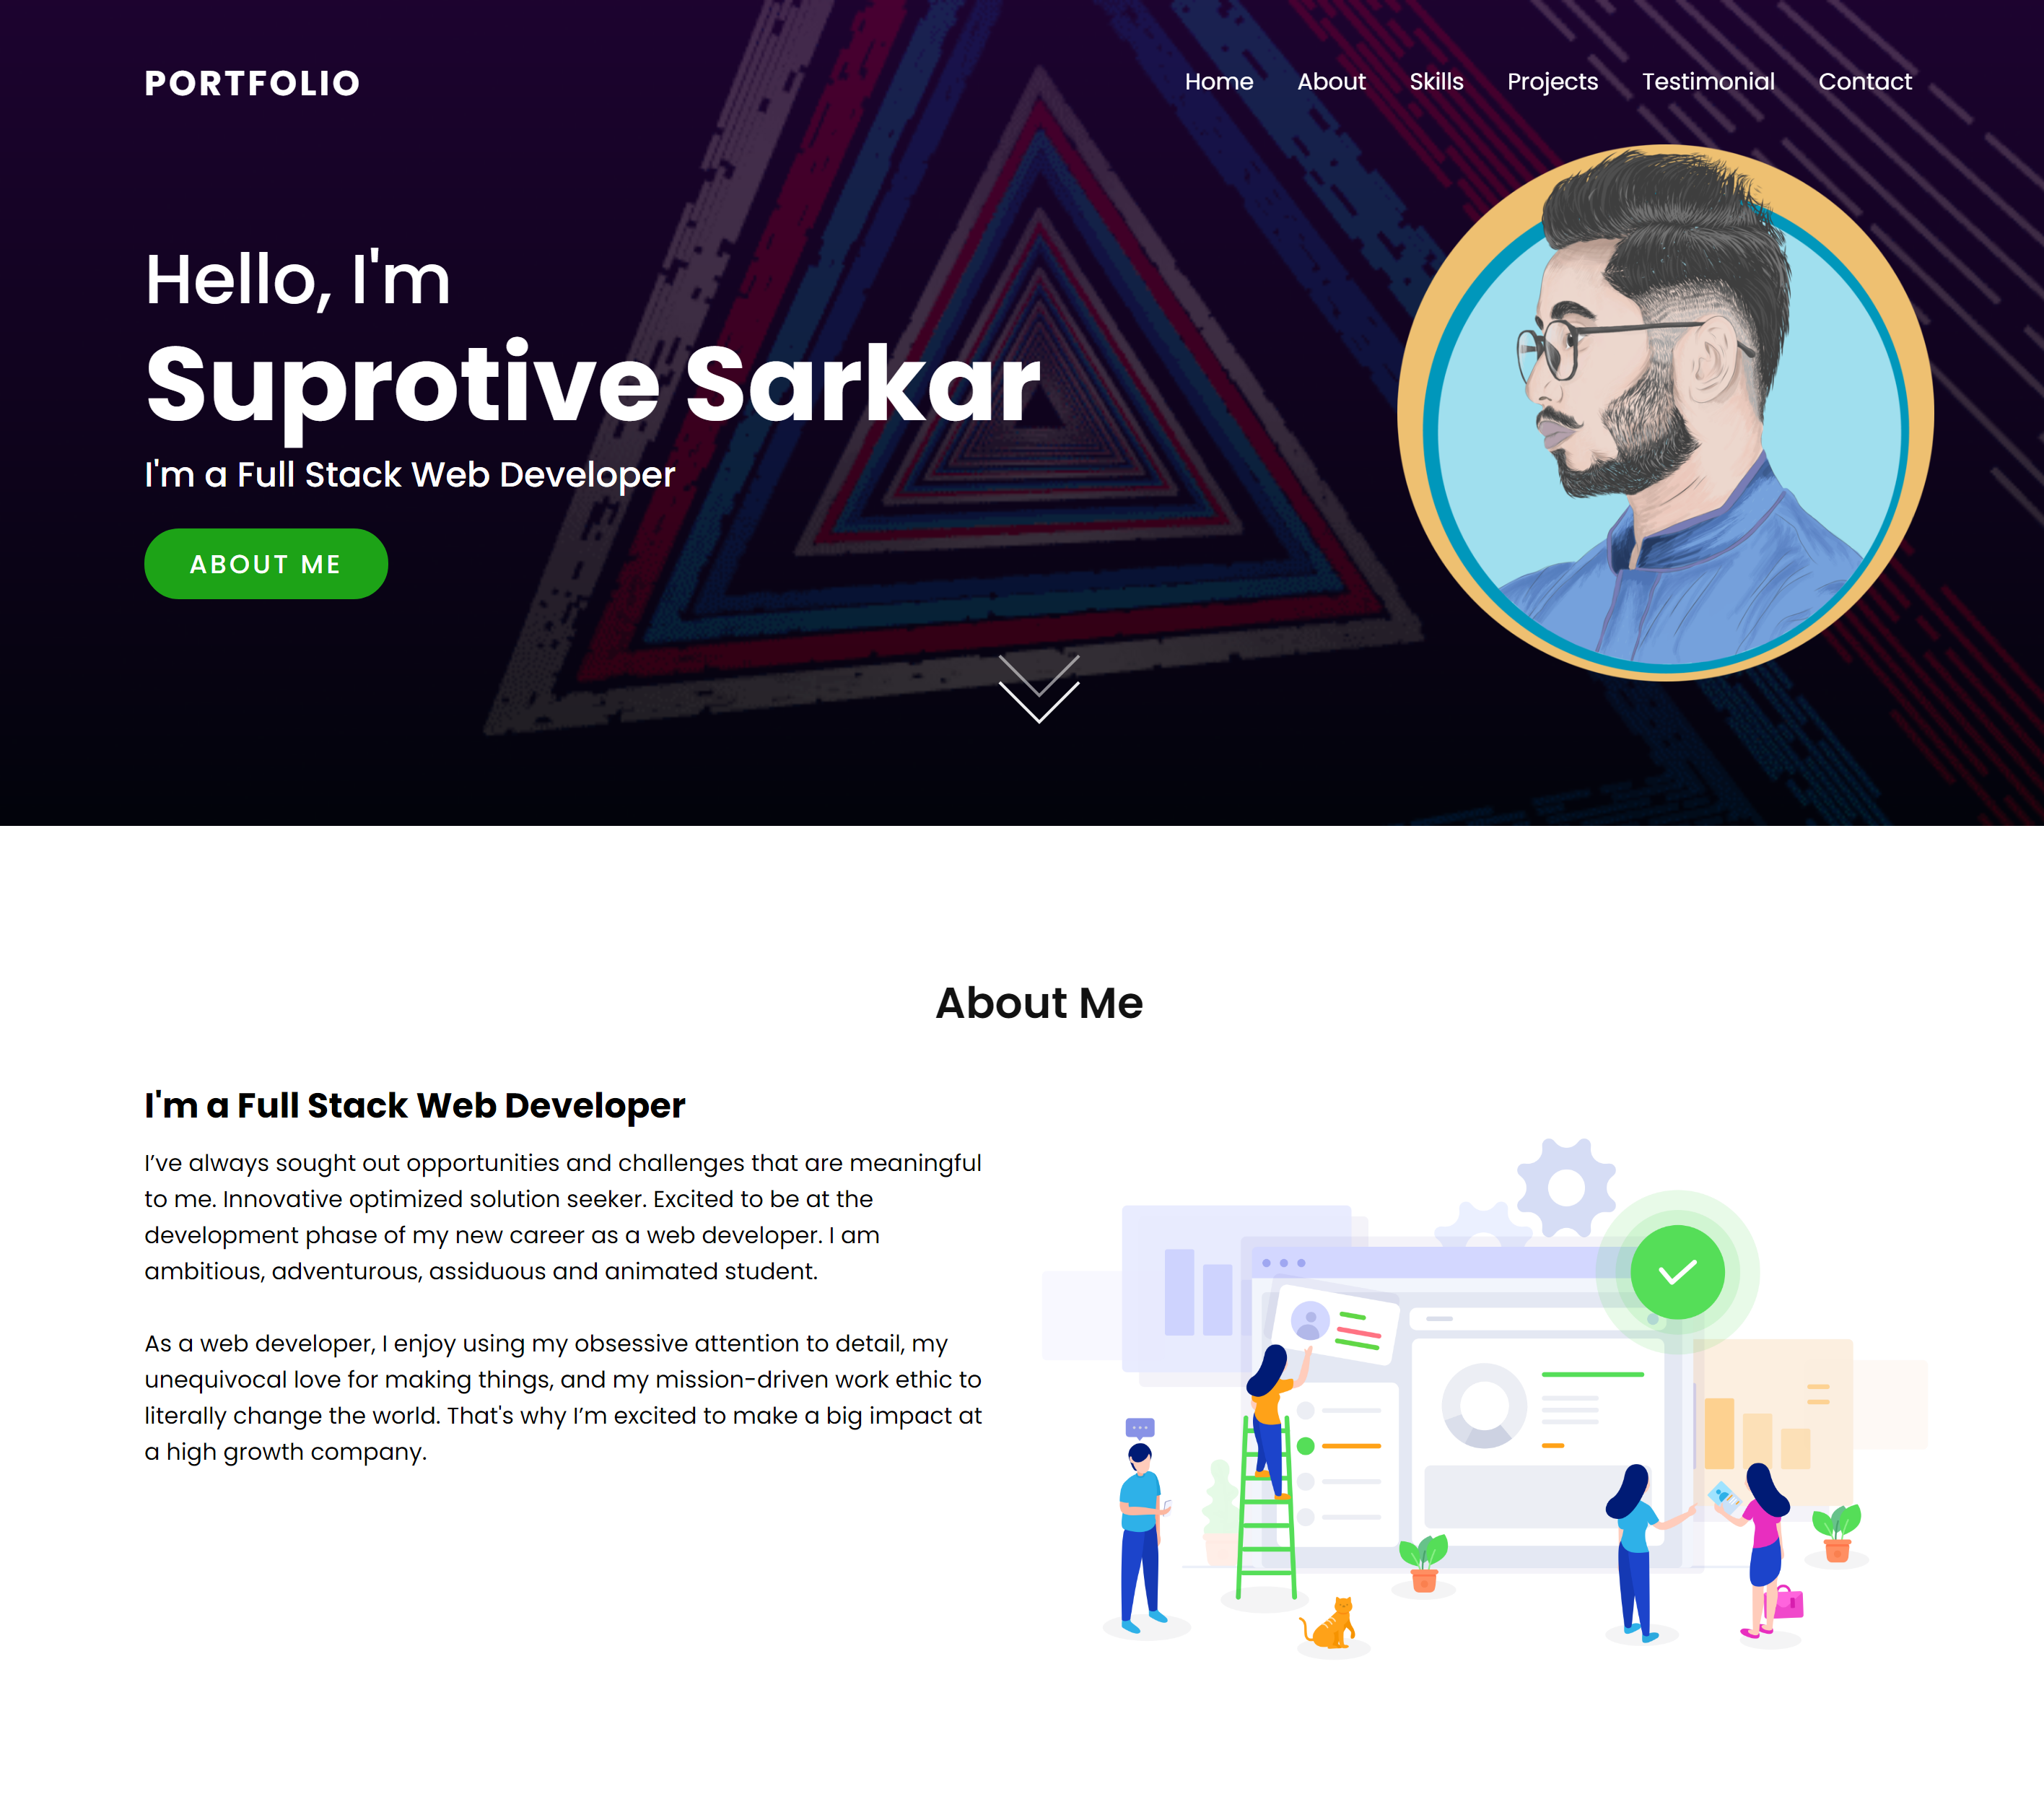 PORTFOLIO
Home About Skills Projects Testimonial Contact
Hello, I'm
Suprotive Sarkar
I'm a Full Stack Web Developer
ABOUT ME
About Me
I'm a Full Stack Web Developer
I’ve always sought out opportunities and challenges that are meaningful
to me. Innovative optimized solution seeker. Excited to be at the
development phase of my new career as a web developer. I am
ambitious, adventurous, assiduous and animated student.
As a web developer, I enjoy using my obsessive attention to detail, my
unequivocal love for making things, and my mission-driven work ethic to
literally change the world. That's why I’m excited to make a big impact at
a high growth company.